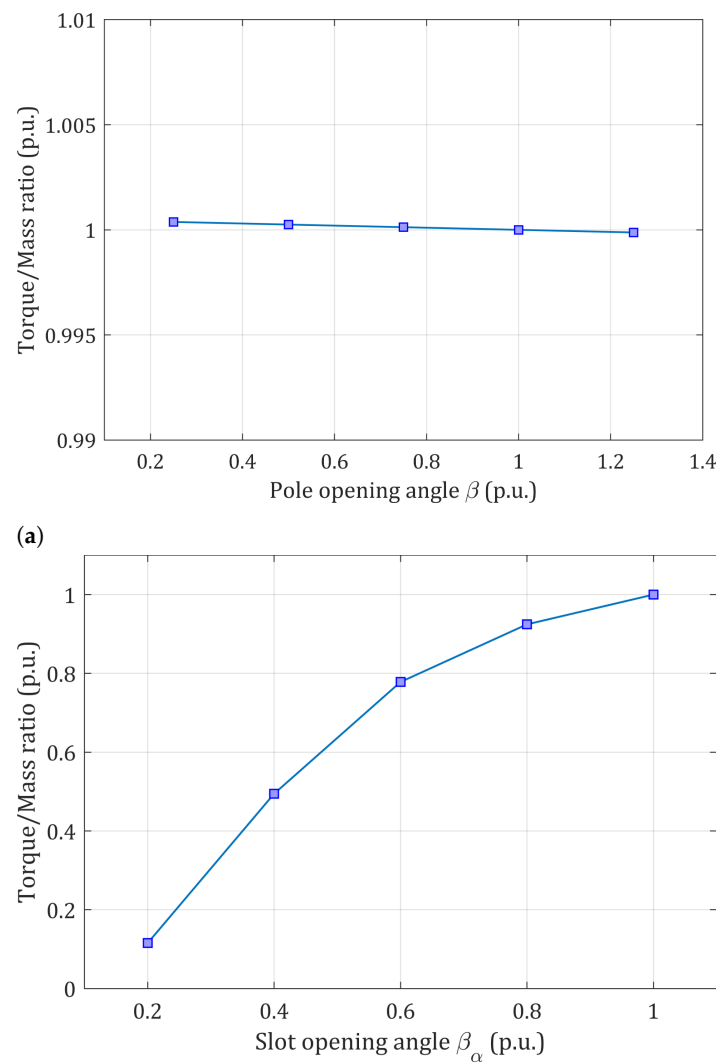 1.01
1.005
1
0.995
0.99
Torque/Mass ratio (p.u.)
0.2 0.4 0.6 0.8 1 1.2 1.4
Pole opening angle β (p.u.)
(a)
1
0.8
0.6
0.4
0.2
0
Torque/Mass ratio (p.u.)
0.2 0.4 0.6 0.8 1
Slot opening angle β_α (p.u.)